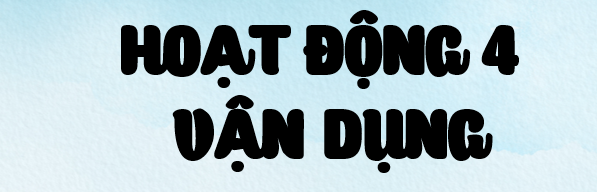 HOẠT ĐỘNG 4
VẬN DỤNG